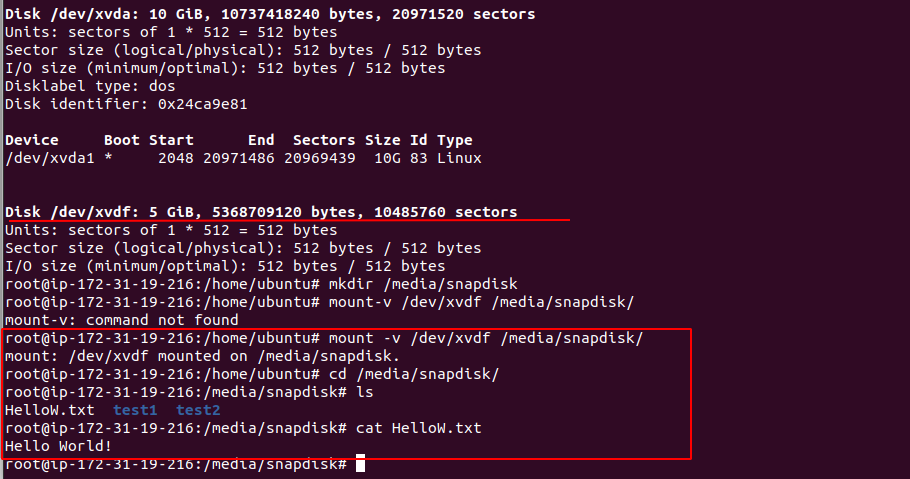 Disk /dev/xvda: 10 GiB, 10737418240 bytes, 20971520 sectors
Units: sectors of 1 * 512 = 512 bytes
Sector size (logical/physical): 512 bytes / 512 bytes
I/O size (minimum/optimal): 512 bytes / 512 bytes
Disklabel type: dos
Disk identifier: 0x24ca9e81
Device     Boot Start      End  Sectors Size Id Type
/dev/xvda1 *     2048 20971486 20969439  10G 83 Linux
Disk /dev/xvdf: 5 GiB, 5368709120 bytes, 10485760 sectors
Units: sectors of 1 * 512 = 512 bytes
Sector size (logical/physical): 512 bytes / 512 bytes
I/O size (minimum/optimal): 512 bytes / 512 bytes
root@ip-172-31-19-216:/home/ubuntu# mkdir /media/snapdisk
root@ip-172-31-19-216:/home/ubuntu# mount-v /dev/xvdf /media/snapdisk/
mount-v: command not found
root@ip-172-31-19-216:/home/ubuntu# mount -v /dev/xvdf /media/snapdisk/
mount: /dev/xvdf mounted on /media/snapdisk.
root@ip-172-31-19-216:/home/ubuntu# cd /media/snapdisk/
root@ip-172-31-19-216:/media/snapdisk# ls
HelloW.txt  test1  test2
root@ip-172-31-19-216:/media/snapdisk# cat HelloW.txt
Hello World!
root@ip-172-31-19-216:/media/snapdisk#